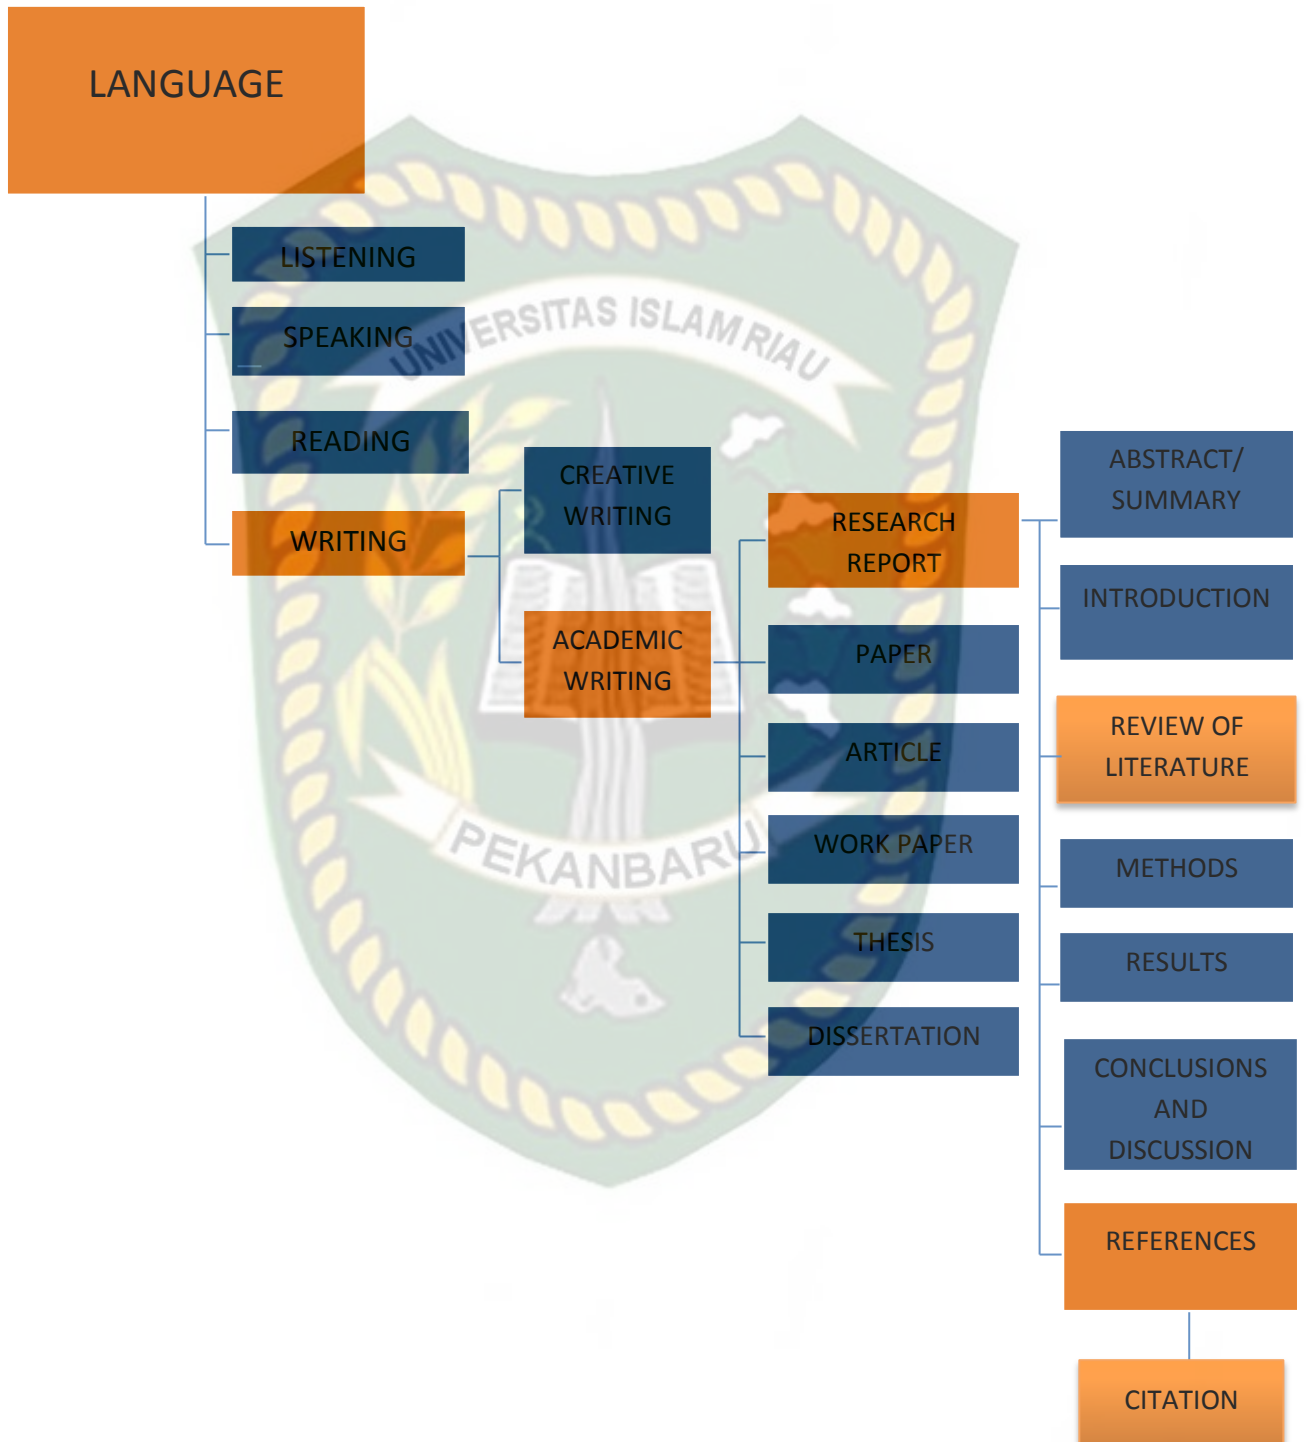 LANGUAGE
LISTENING
SPEAKING
READING
WRITING
CREATIVE
WRITING
ACADEMIC
WRITING
RESEARCH
REPORT
PAPER
ARTICLE
WORK PAPER
THESIS
DISSERTATION
ABSTRACT/
SUMMARY
INTRODUCTION
REVIEW OF
LITERATURE
METHODS
RESULTS
CONCLUSIONS
AND
DISCUSSION
REFERENCES
CITATION
UNIVERSITAS ISLAM RIAU
PEKANBARU